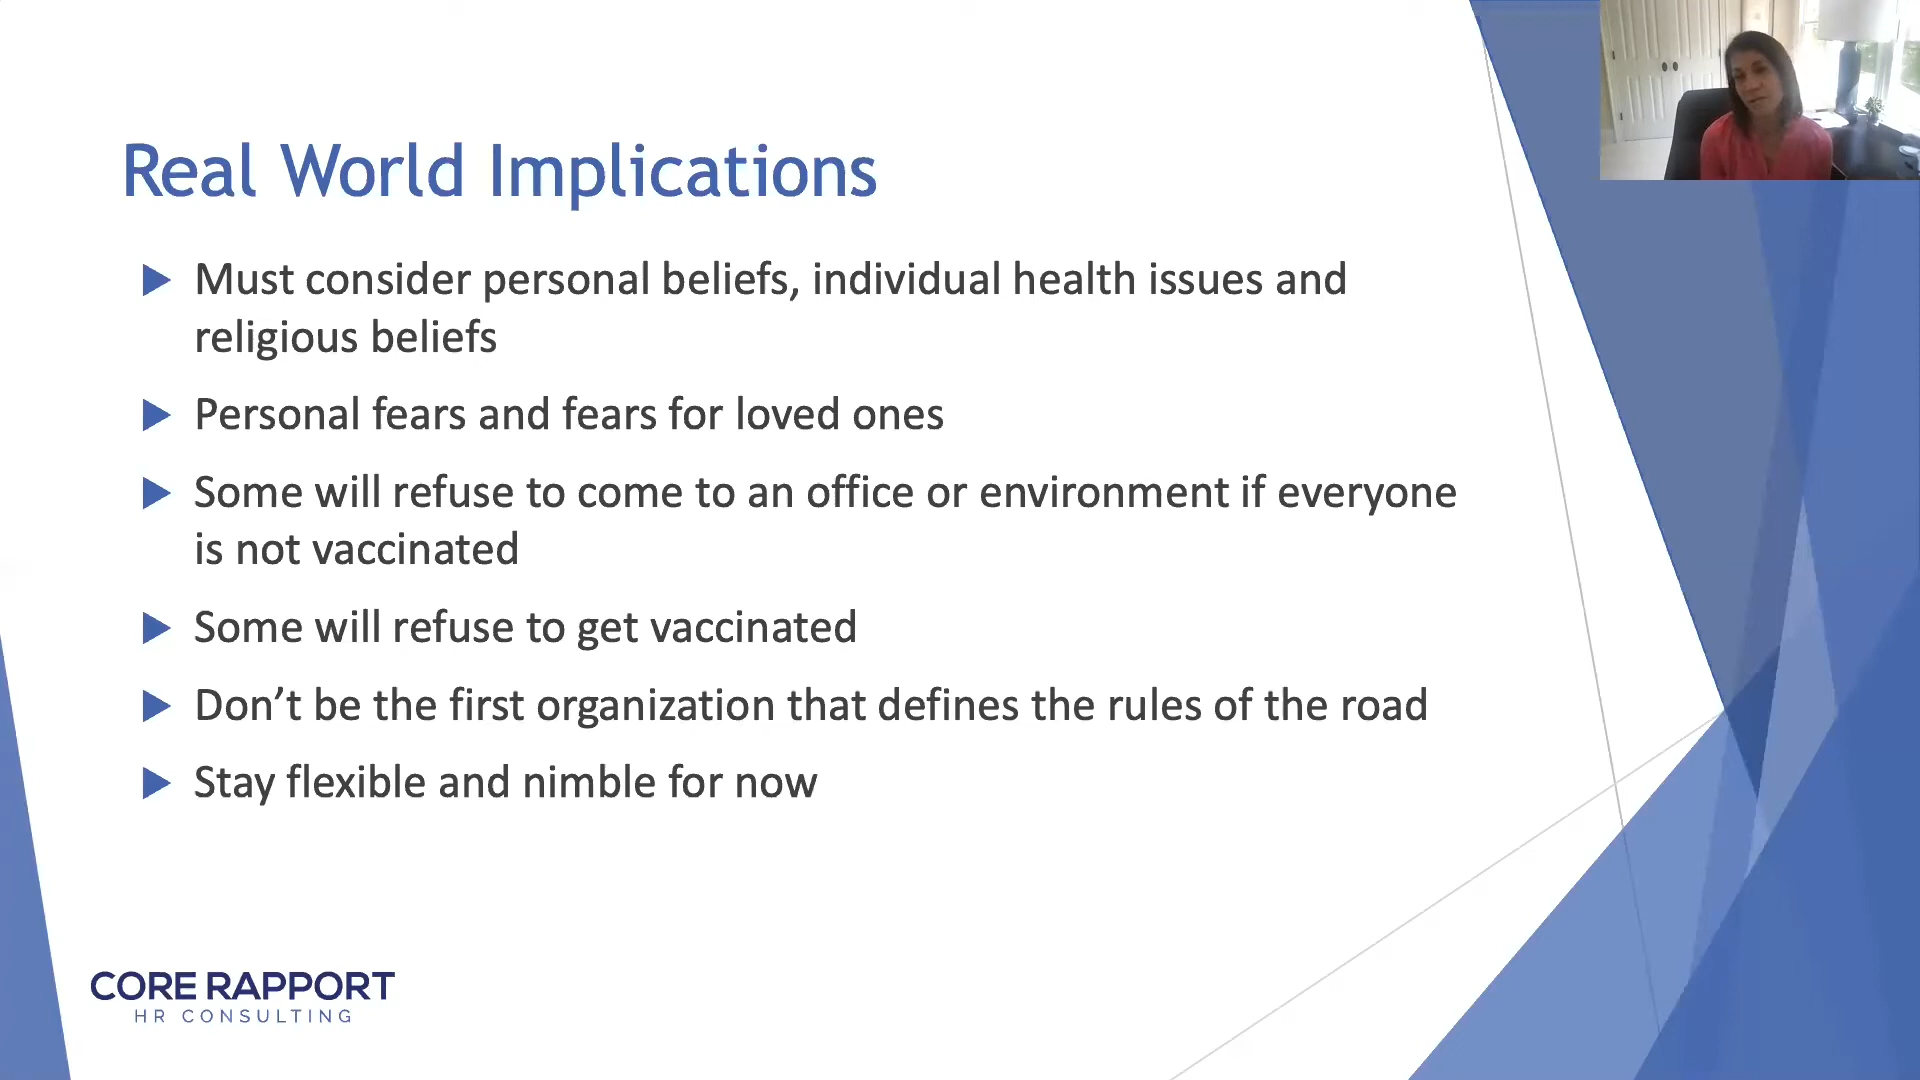 Real World Implications
Must consider personal beliefs, individual health issues and
religious beliefs
Personal fears and fears for loved ones
Some will refuse to come to an office or environment if everyone
is not vaccinated
Some will refuse to get vaccinated
Don’t be the first organization that defines the rules of the road
Stay flexible and nimble for now
CORE RAPPORT
HR CONSULTING